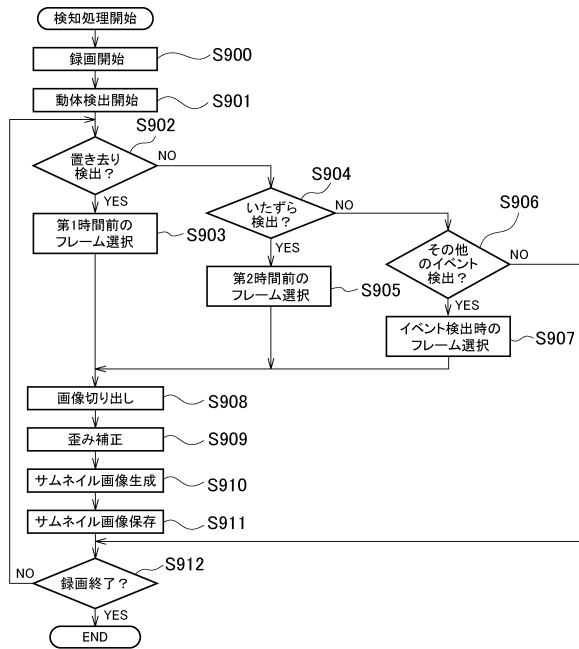 検知処理開始
録画開始
S900
動体検出開始
S901
S902
置き去り
検出？
NO
YES
第1時間前の
フレーム選択
S903
S904
いたずら
検出？
NO
YES
第2時間前の
フレーム選択
S905
S906
その他
のイベント
検出？
NO
YES
イベント検出時の
フレーム選択
S907
画像切り出し
S908
歪み補正
S909
サムネイル画像生成
S910
サムネイル画像保存
S911
S912
録画終了？
NO
YES
END